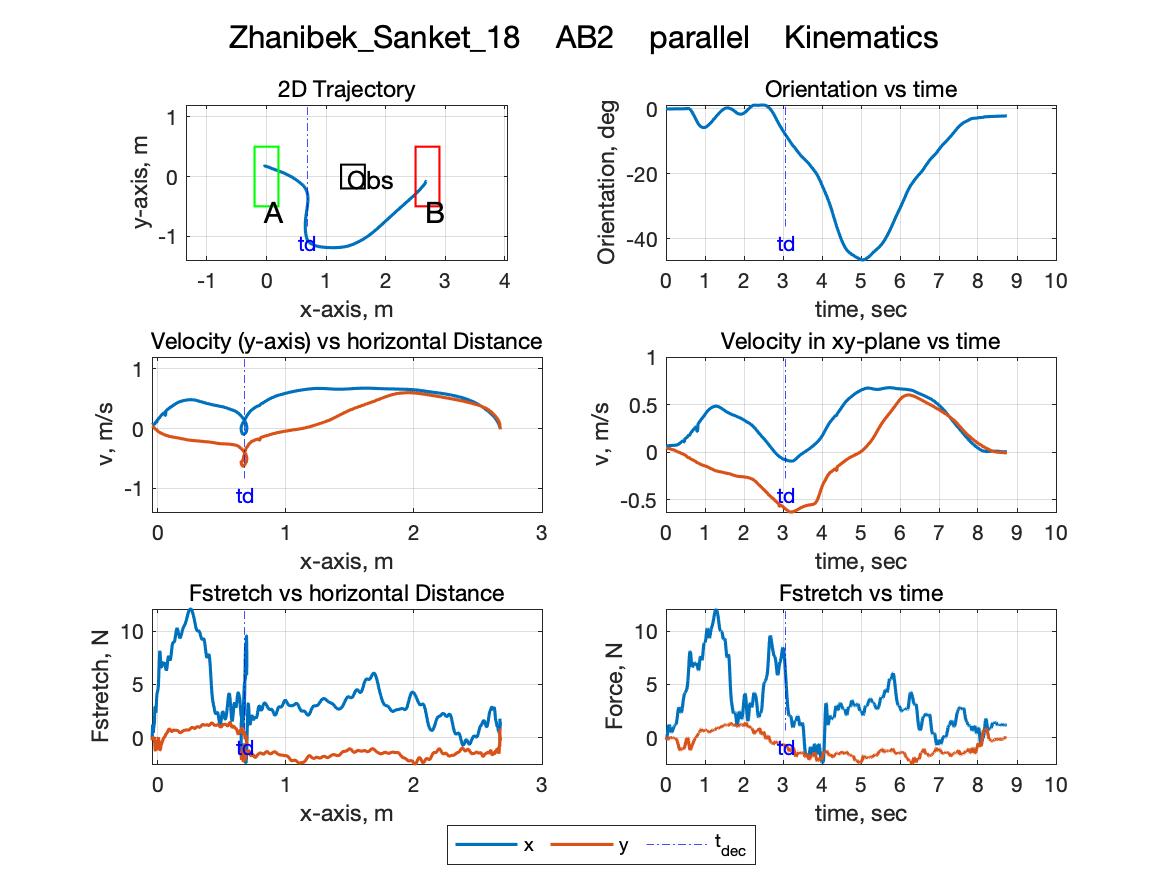 Zhanibek_Sanket_18 AB2 parallel Kinematics
2D Trajectory
1
0
-1
y-axis, m
A
td
Obs
B
-1 0 1 2 3 4
x-axis, m
Orientation vs time
0
-20
-40
Orientation, deg
td
0 1 2 3 4 5 6 7 8 9 10
time, sec
Velocity (y-axis) vs horizontal Distance
1
0
-1
v, m/s
td
0 1 2 3
x-axis, m
Velocity in xy-plane vs time
1
0.5
0
-0.5
v, m/s
td
0 1 2 3 4 5 6 7 8 9 10
time, sec
Fstretch vs horizontal Distance
10
5
0
Fstretch, N
td
0 1 2 3
x-axis, m
Fstretch vs time
10
5
0
Force, N
td
0 1 2 3 4 5 6 7 8 9 10
time, sec
x y t_dec